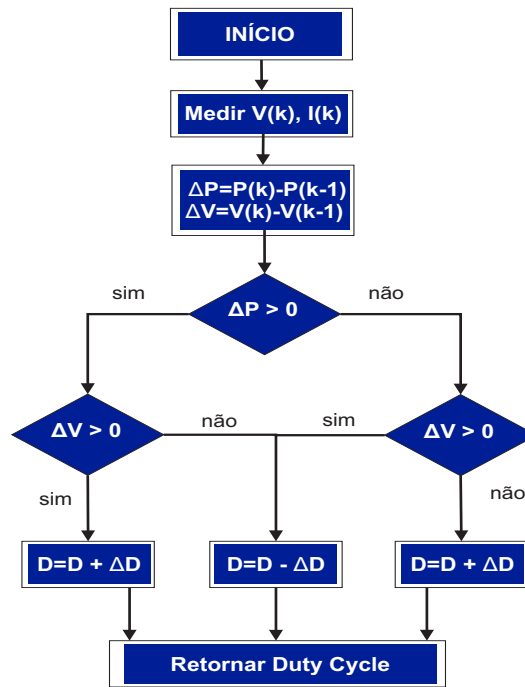 INÍCIO
Medir V(k), I(k)
ΔP=P(k)-P(k-1)
ΔV=V(k)-V(k-1)
sim
não
ΔP > 0
ΔV > 0
não
sim
ΔV > 0
sim
não
D=D + ΔD
D=D - ΔD
D=D + ΔD
Retornar Duty Cycle